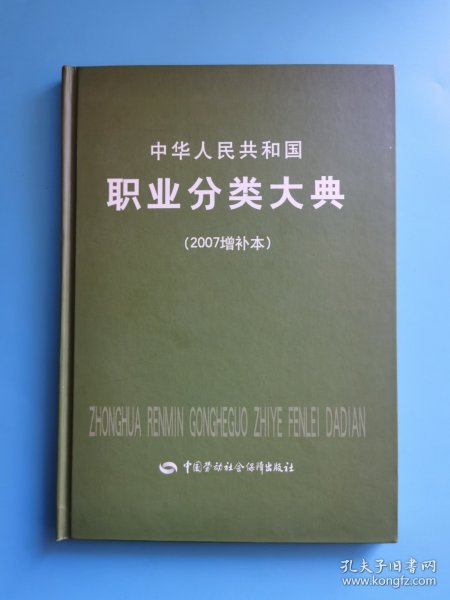 中华人民共和国
职业分类大典
(2007增补本)
ZHONGHUA RENMIN GONGHEGUO ZHIYE FENLEI DADIAN
中国劳动社会保障出版社
孔夫子旧书网
www.kongfz.com